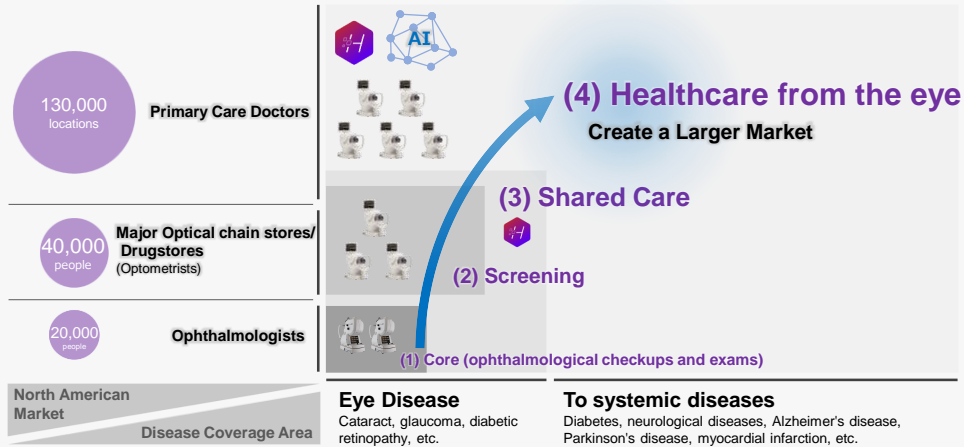 130,000
locations
Primary Care Doctors
AI
(4) Healthcare from the eye
Create a Larger Market
40,000
people
Major Optical chain stores/
Drugstores
(Optometrists)
(3) Shared Care
(2) Screening
20,000
people
Ophthalmologists
(1) Core (ophthalmological checkups and exams)
North American
Market
Disease Coverage Area
Eye Disease
Cataract, glaucoma, diabetic
retinopathy, etc.
To systemic diseases
Diabetes, neurological diseases, Alzheimer's disease,
Parkinson's disease, myocardial infarction, etc.